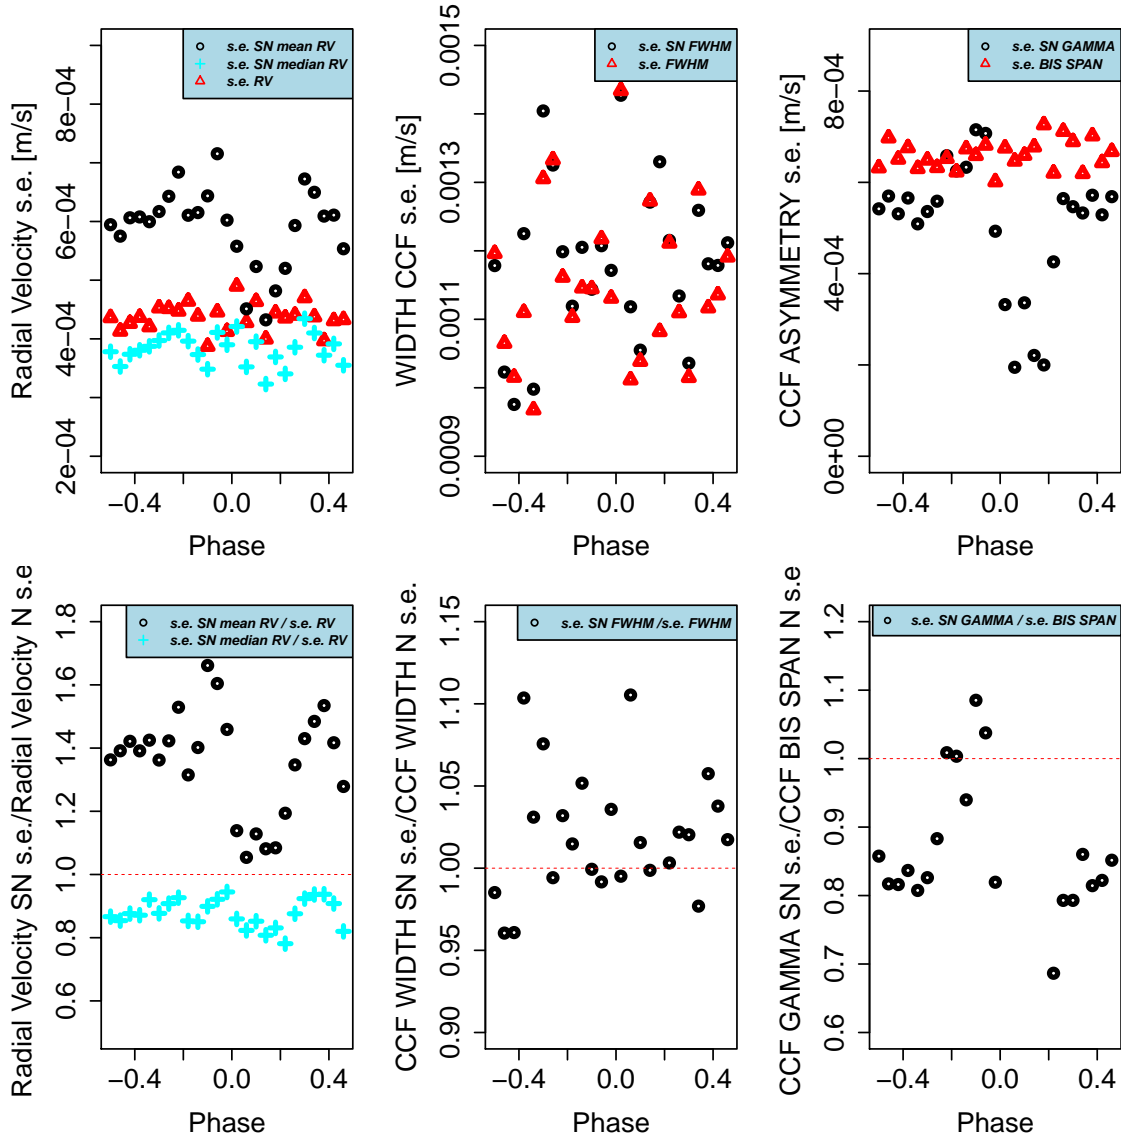 Radial Velocity s.e. [m/s]
2e−04
4e−04
6e−04
8e−04
s.e. SN mean RV
s.e. SN median RV
s.e. RV
−0.4
0.0
0.4
Phase
WIDTH CCF s.e. [m/s]
0.0009
0.0011
0.0013
0.0015
s.e. SN FWHM
s.e. FWHM
−0.4
0.0
0.4
Phase
CCF ASYMMETRY s.e. [m/s]
0e+00
4e−04
8e−04
s.e. SN GAMMA
s.e. BIS SPAN
−0.4
0.0
0.4
Phase
Radial Velocity SN s.e./Radial Velocity N s.e
0.6
0.8
1.0
1.2
1.4
1.6
1.8
s.e. SN mean RV / s.e. RV
s.e. SN median RV / s.e. RV
−0.4
0.0
0.4
Phase
CCF WIDTH SN s.e./CCF WIDTH N s.e.
0.90
0.95
1.00
1.05
1.10
1.15
s.e. SN FWHM /s.e. FWHM
−0.4
0.0
0.4
Phase
CCF GAMMA SN s.e./CCF BIS SPAN N s.e
0.6
0.7
0.8
0.9
1.0
1.1
1.2
s.e. SN GAMMA / s.e. BIS SPAN
−0.4
0.0
0.4
Phase